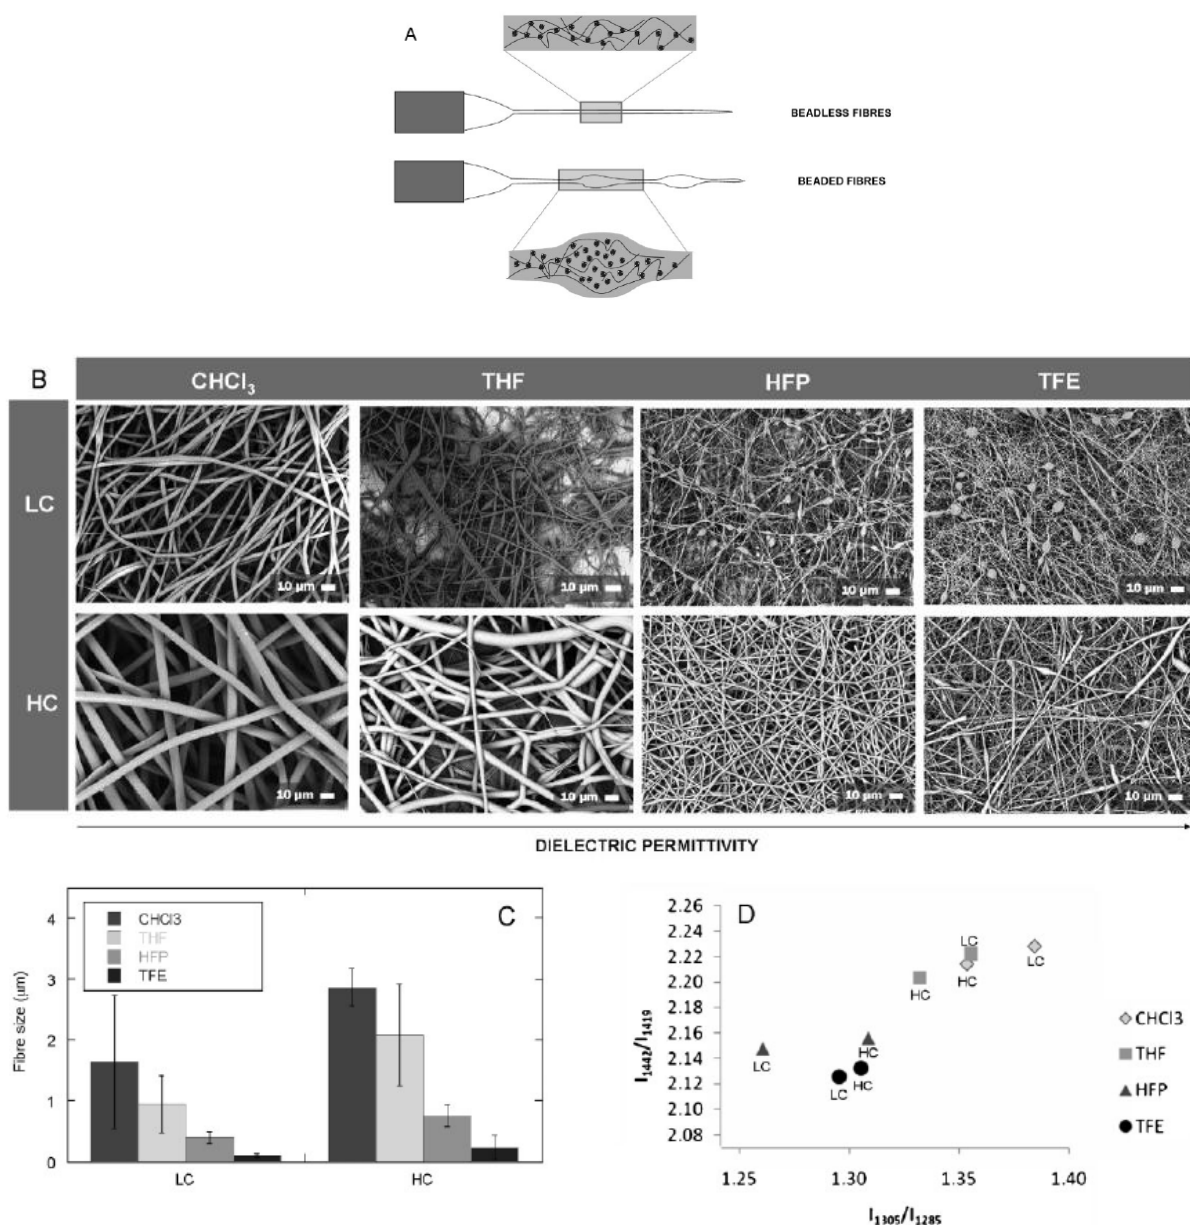 A
BEADLESS FIBRES
BEADED FIBRES
B
CHCl₃ THF HFP TFE
LC
10 µm 10 µm 10 µm 10 µm
HC
10 µm 10 µm 10 µm 10 µm
DIELECTRIC PERMITTIVITY
C
CHCl3
THF
HFP
TFE
Fibre size (µm)
4
3
2
1
0
LC HC
D
I₁₄₄₂/I₁₄₁₉
2.26
2.24
2.22
2.20
2.18
2.16
2.14
2.12
2.10
2.08
LC
LC
HC
HC
HC
LC
HC
LC
1.25 1.30 1.35 1.40
I₁₃₀₅/I₁₂₈₅
CHCl3
THF
HFP
TFE